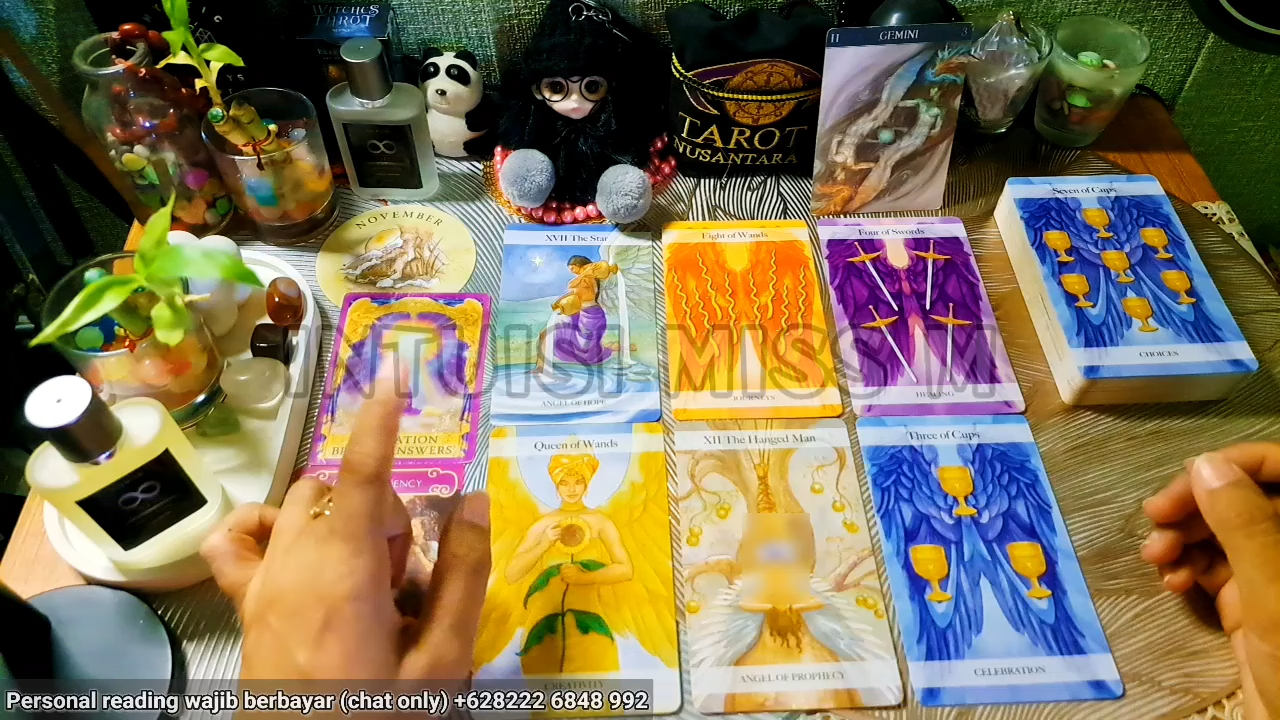 WITCHES
TAROT
II
GEMINI
TAROT
NUSANTARA
NOVEMBER
XVII The Star
ANGEL OF HOPE
Eight of Wands
JOURNEYS
Four of Swords
HEALING
Seven of Cups
CHOICES
INTUISI MISS M
ANSWERS
Queen of Wands
CREATIVITY
XII The Hanged Man
ANGEL OF PROPHECY
Three of Cups
CELEBRATION
Personal reading wajib berbayar (chat only) +628222 6848 992